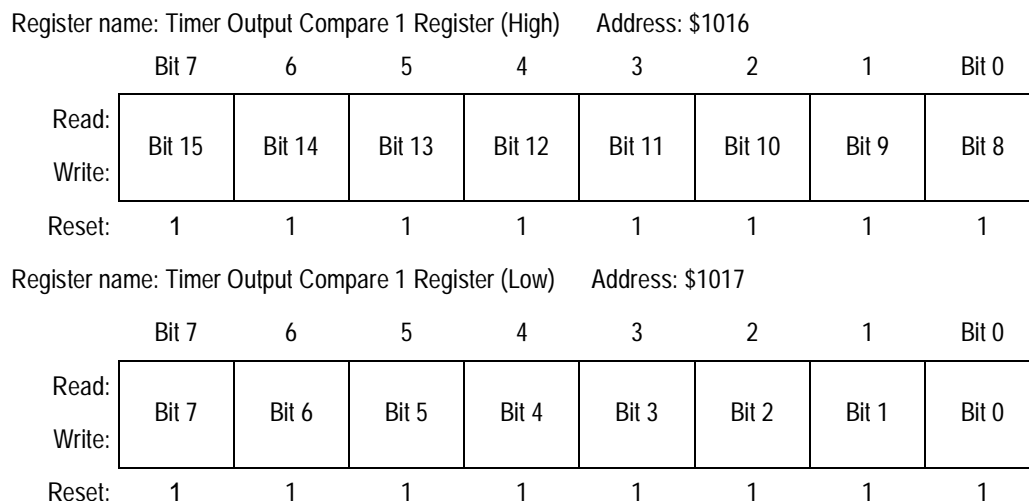 Register name: Timer Output Compare 1 Register (High) Address: $1016
Bit 7 6 5 4 3 2 1 Bit 0
Read:
Bit 15 Bit 14 Bit 13 Bit 12 Bit 11 Bit 10 Bit 9 Bit 8
Write:
Reset: 1 1 1 1 1 1 1 1
Register name: Timer Output Compare 1 Register (Low) Address: $1017
Bit 7 6 5 4 3 2 1 Bit 0
Read:
Bit 7 Bit 6 Bit 5 Bit 4 Bit 3 Bit 2 Bit 1 Bit 0
Write:
Reset: 1 1 1 1 1 1 1 1